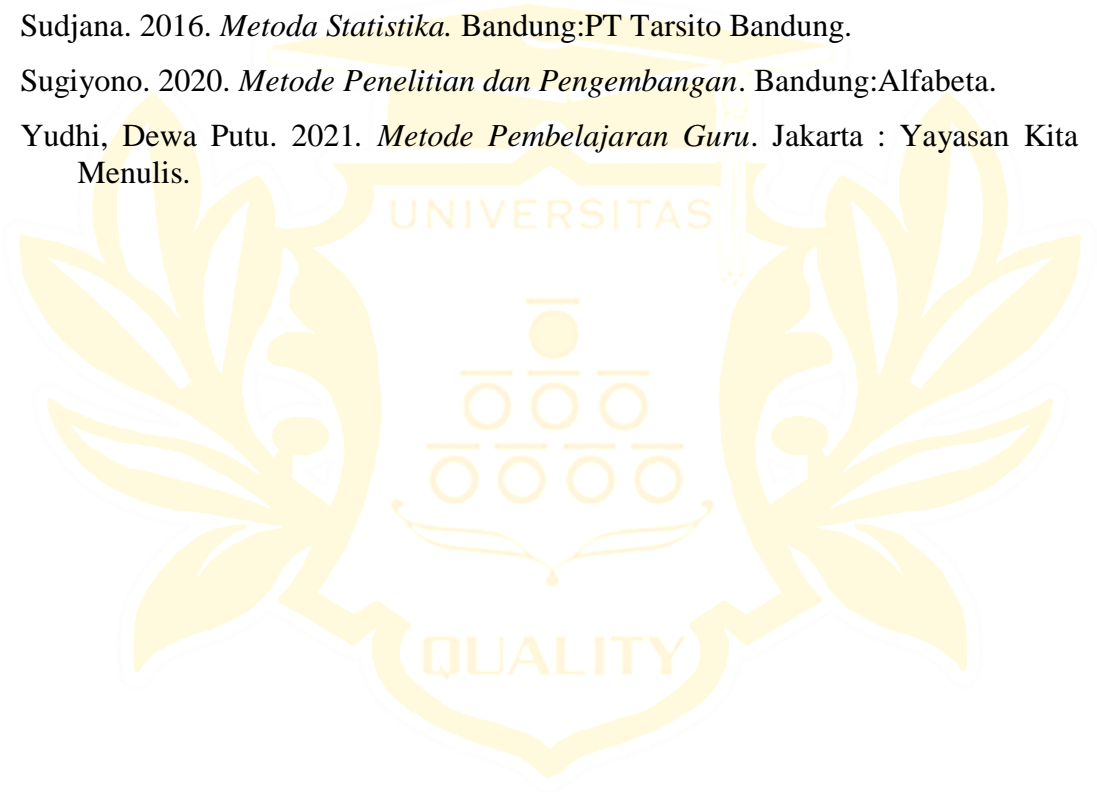 Sudjana. 2016. Metoda Statistika. Bandung:PT Tarsito Bandung.
Sugiyono. 2020. Metode Penelitian dan Pengembangan. Bandung:Alfabeta.
Yudhi, Dewa Putu. 2021. Metode Pembelajaran Guru. Jakarta : Yayasan Kita
Menulis.
UNIVERSITAS
QUALITY